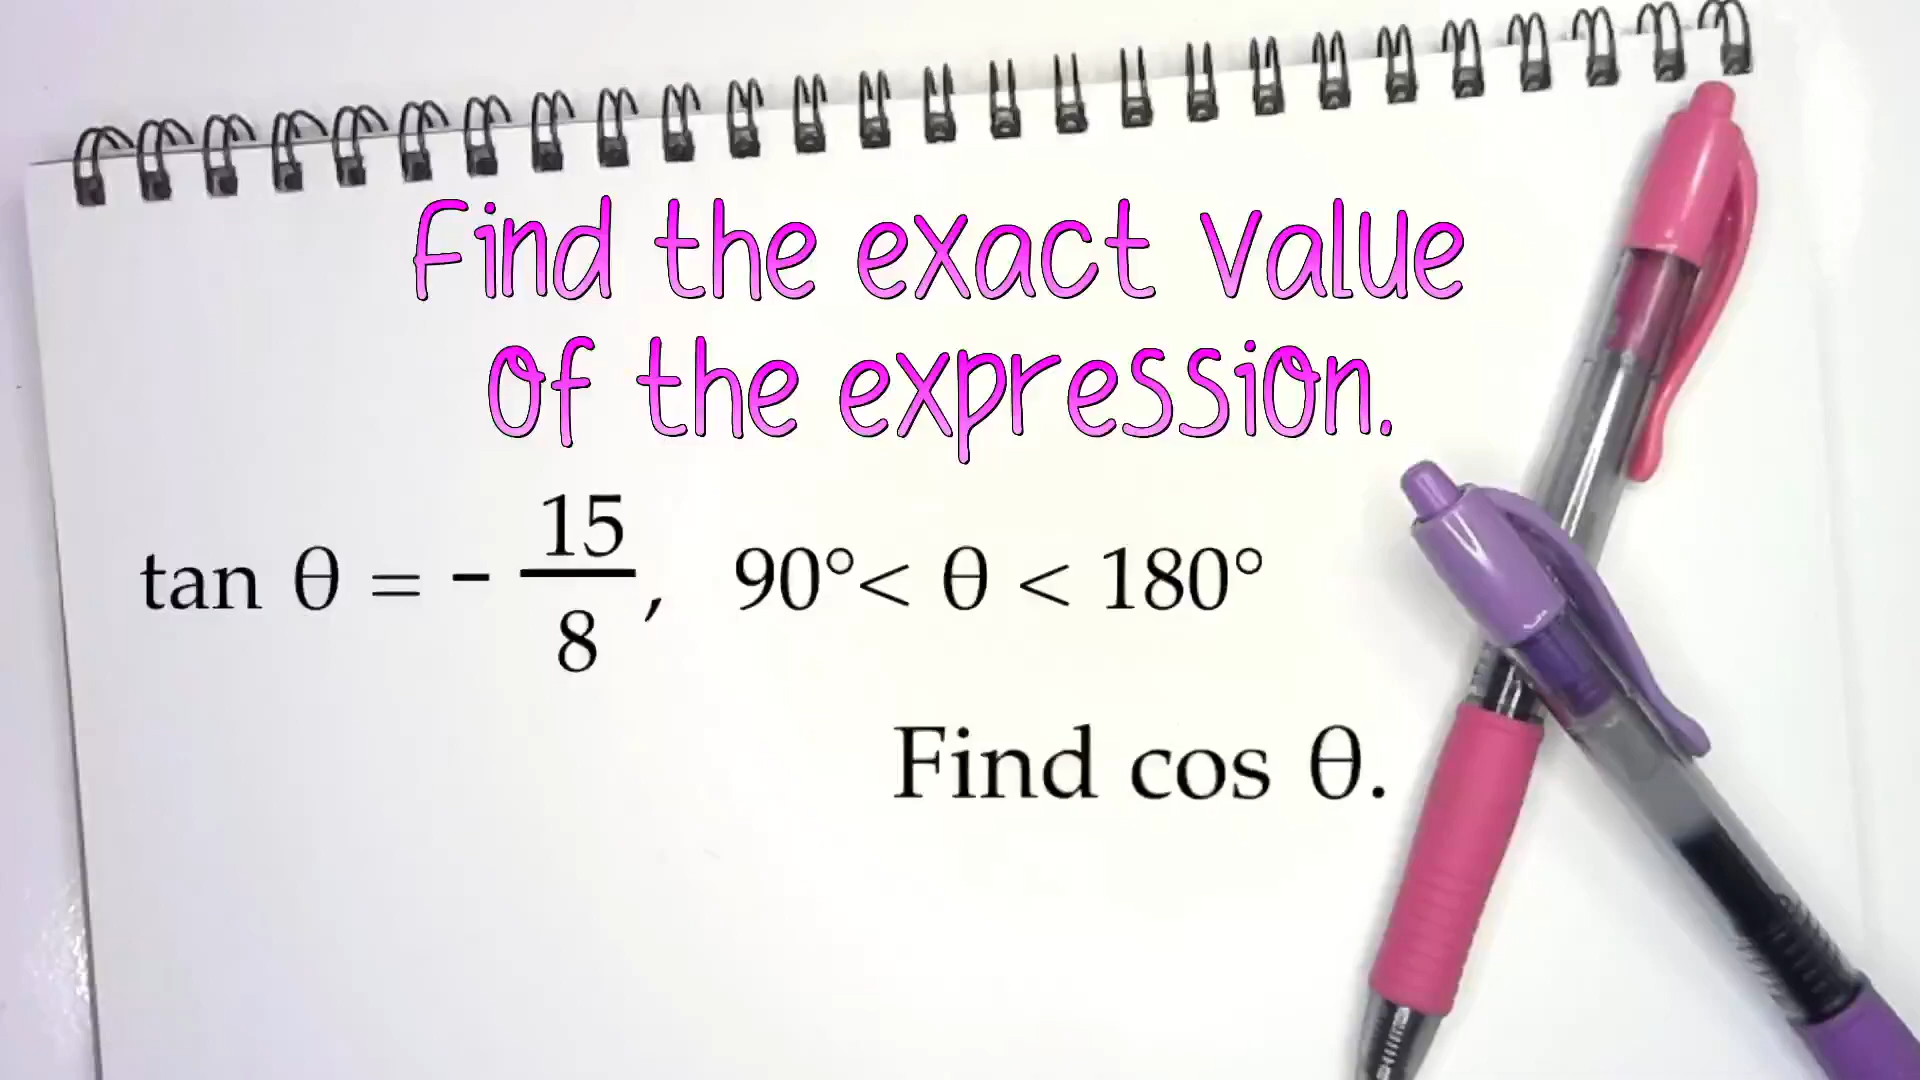 Find the exact value
of the expression.
tan θ = - 15/8, 90°< θ < 180°
Find cos θ.